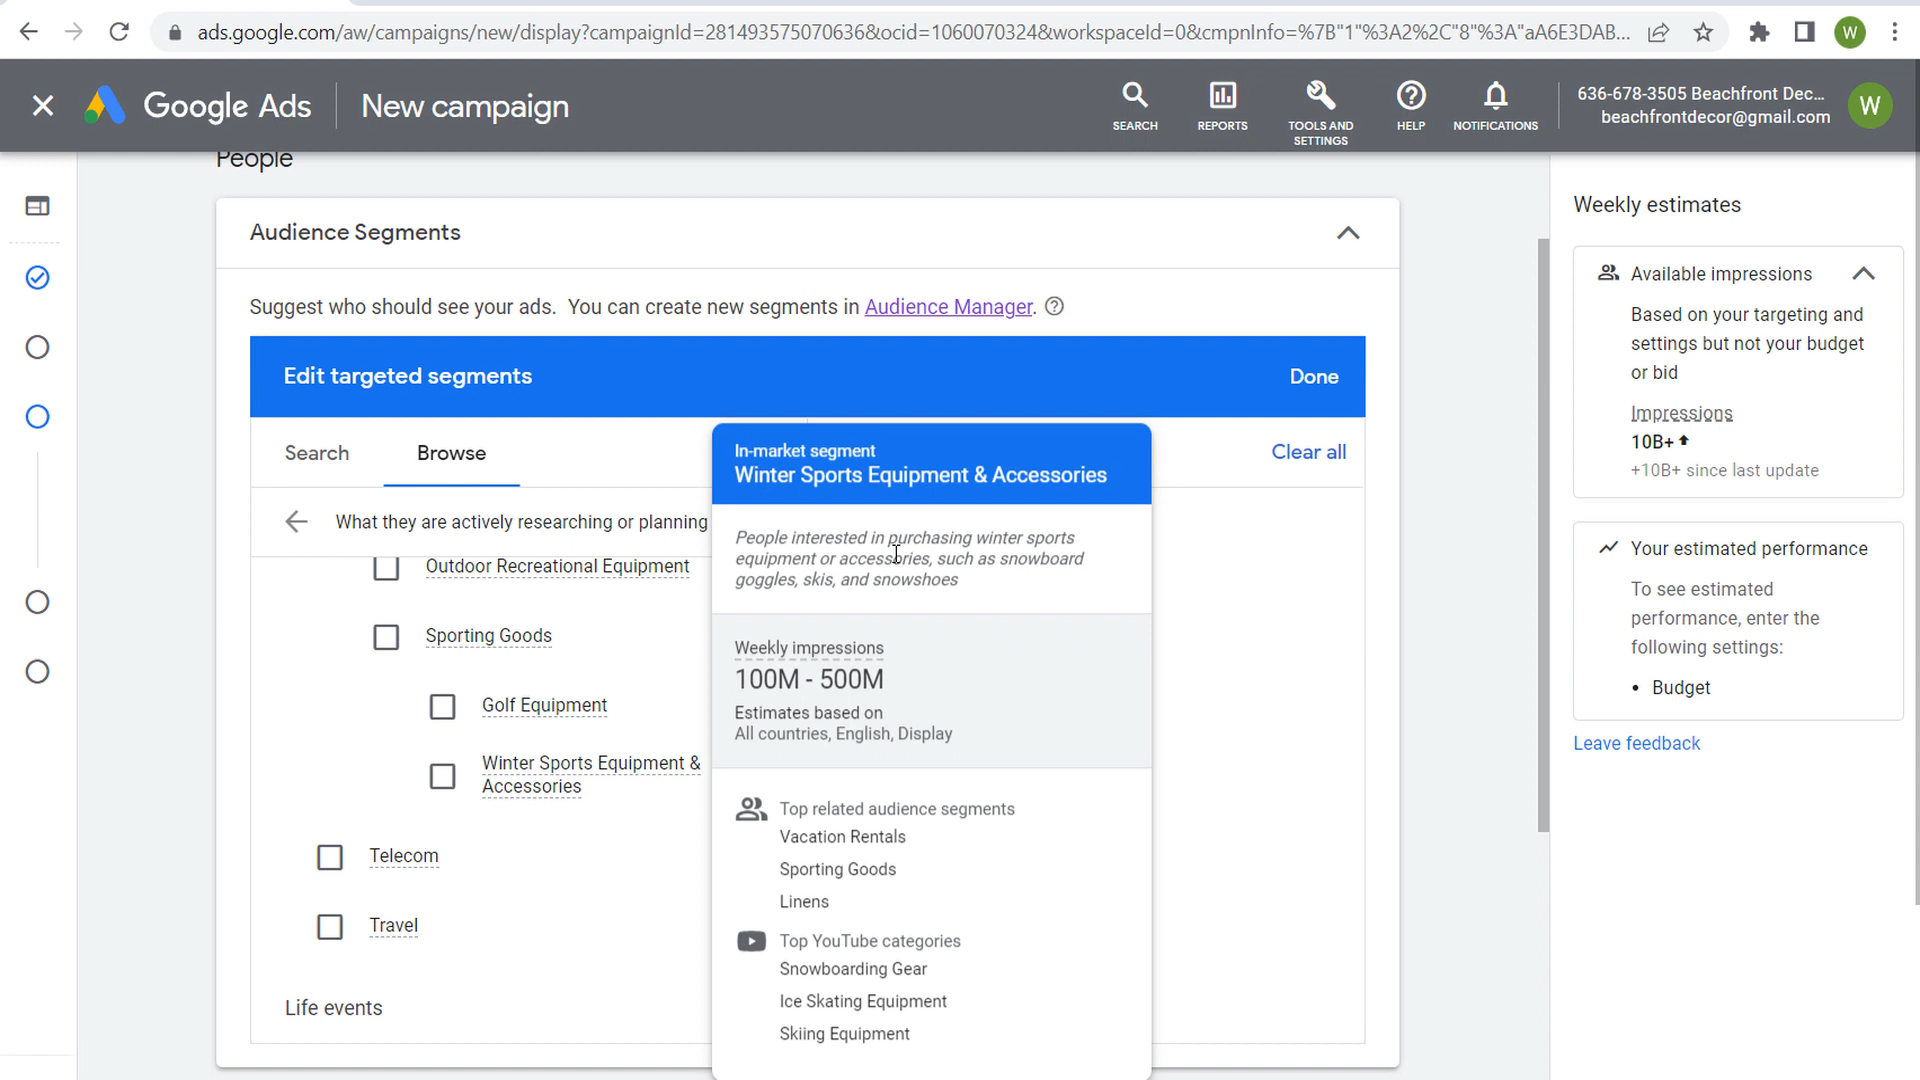 ads.google.com/aw/campaigns/new/display?campaignId=281493575070636&ocid=1060070324&workspaceId=0&cmpnInfo=%7B"1"%3A2%2C"8"%3A"aA6E3DAB...
W
Google Ads
New campaign
SEARCH
REPORTS
TOOLS AND
SETTINGS
HELP
NOTIFICATIONS
636-678-3505 Beachfront Dec...
beachfrontdecor@gmail.com
W
People
Audience Segments
Suggest who should see your ads. You can create new segments in Audience Manager.
Edit targeted segments
Done
Search
Browse
Clear all
What they are actively researching or planning
Outdoor Recreational Equipment
Sporting Goods
Golf Equipment
Winter Sports Equipment &
Accessories
Telecom
Travel
Life events
In-market segment
Winter Sports Equipment & Accessories
People interested in purchasing winter sports
equipment or accessories, such as snowboard
goggles, skis, and snowshoes
Weekly impressions
100M - 500M
Estimates based on
All countries, English, Display
Top related audience segments
Vacation Rentals
Sporting Goods
Linens
Top YouTube categories
Snowboarding Gear
Ice Skating Equipment
Skiing Equipment
Weekly estimates
Available impressions
Based on your targeting and
settings but not your budget
or bid
Impressions
10B+
+10B+ since last update
Your estimated performance
To see estimated
performance, enter the
following settings:
• Budget
Leave feedback